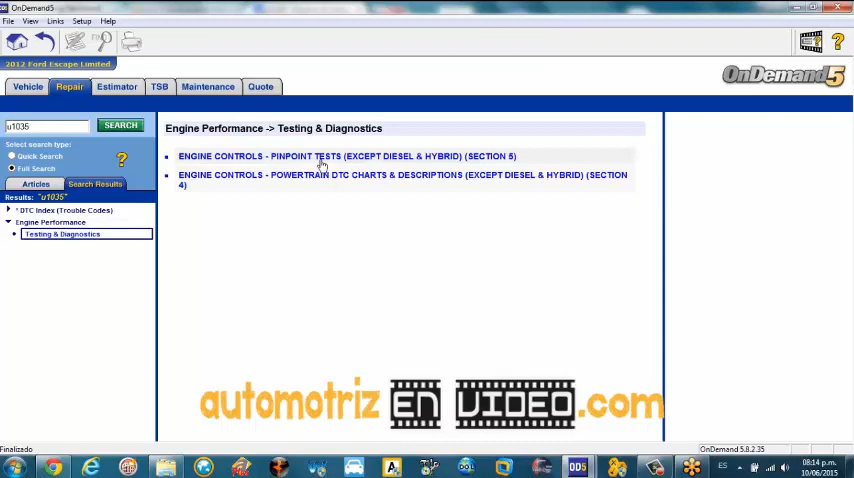 OnDemand5
File View Links Setup Help
2012 Ford Escape Limited
Vehicle Repair Estimator TSB Maintenance Quote
OnDemand5
u1035 SEARCH
Select search type:
Quick Search
Full Search
Articles Search Results
Results: "u1035"
DTC Index (Trouble Codes)
Engine Performance
Testing & Diagnostics
Engine Performance -> Testing & Diagnostics
ENGINE CONTROLS - PINPOINT TESTS (EXCEPT DIESEL & HYBRID) (SECTION 5)
ENGINE CONTROLS - POWERTRAIN DTC CHARTS & DESCRIPTIONS (EXCEPT DIESEL & HYBRID) (SECTION
4)
automotriz EN VIDEO .com
Finalizado
OnDemand 5.8.2.35
OD5
ES
08:14 p.m.
10/06/2015